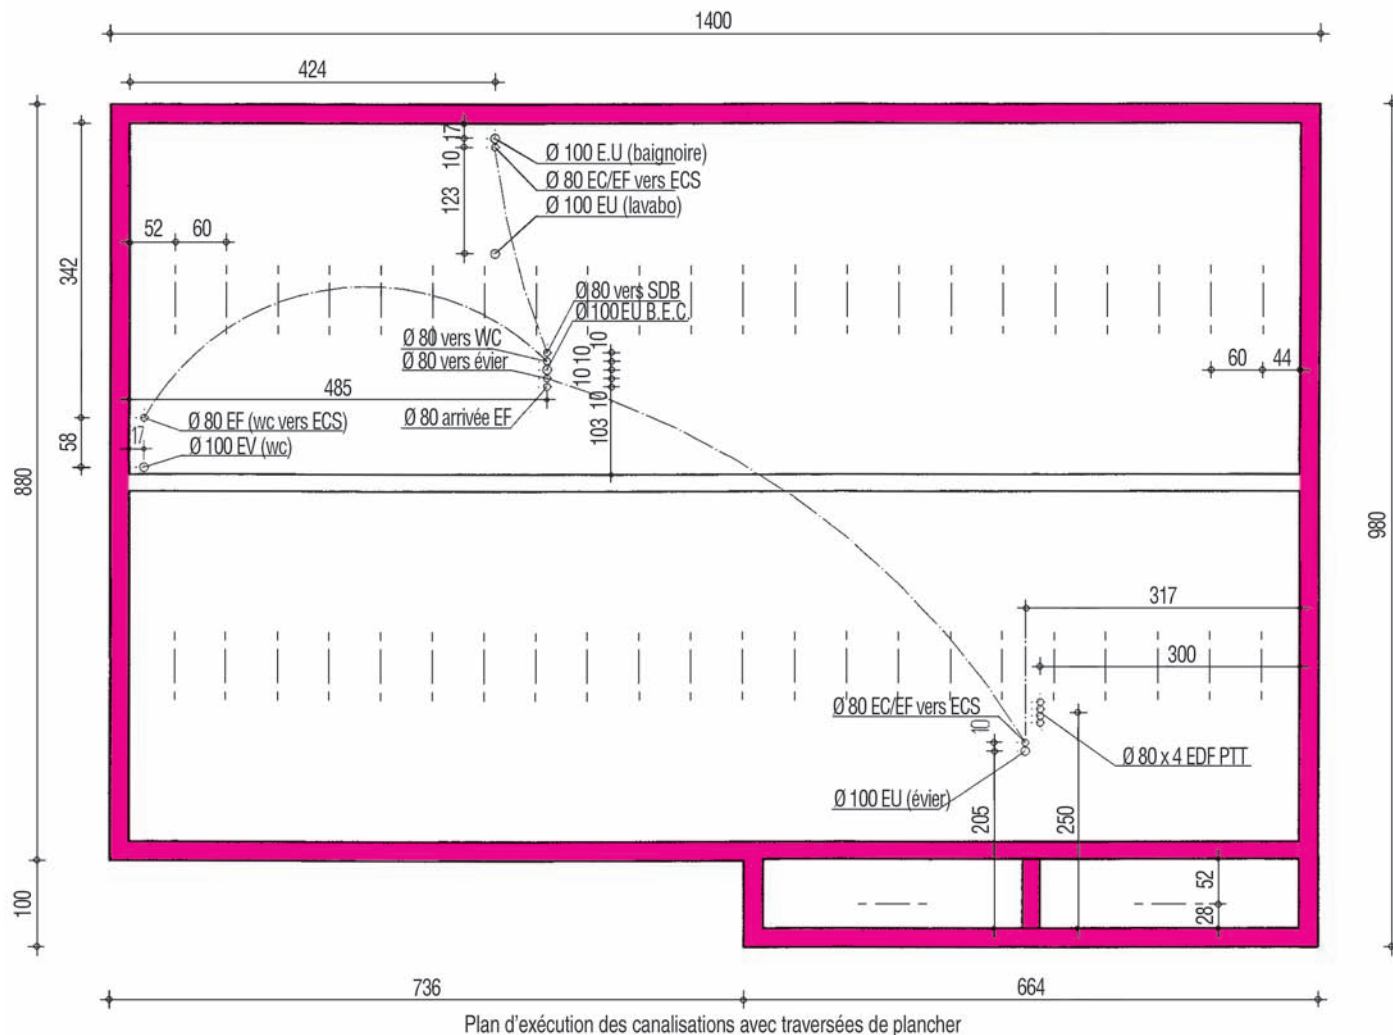 1400
424
17
10
123
Ø 100 E.U (baignoire)
Ø 80 EC/EF vers ECS
Ø 100 EU (lavabo)
52
60
342
Ø 80 vers SDB
Ø 100 EU B.E.C.
Ø 80 vers WC
Ø 80 vers évier
10
10
10
10
60
44
485
Ø 80 arrivée EF
103
Ø 80 EF (wc vers ECS)
17
Ø 100 EV (wc)
58
880
980
317
300
Ø 80 EC/EF vers ECS
10
Ø 80 x 4 EDF PTT
Ø 100 EU (évier)
205
250
52
28
100
736
664
Plan d'exécution des canalisations avec traversées de plancher